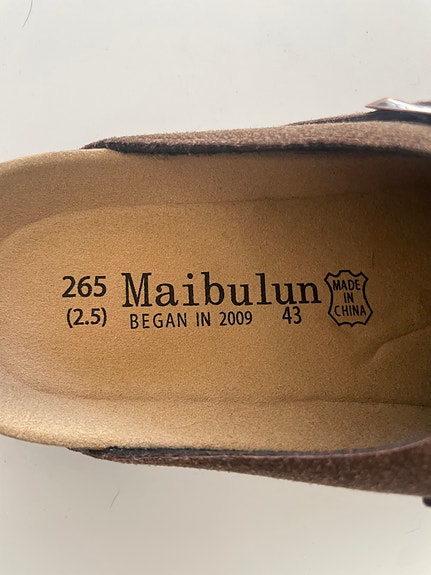 265 Maibulun
(2.5) BEGAN IN 2009 43
MADE
IN
CHINA